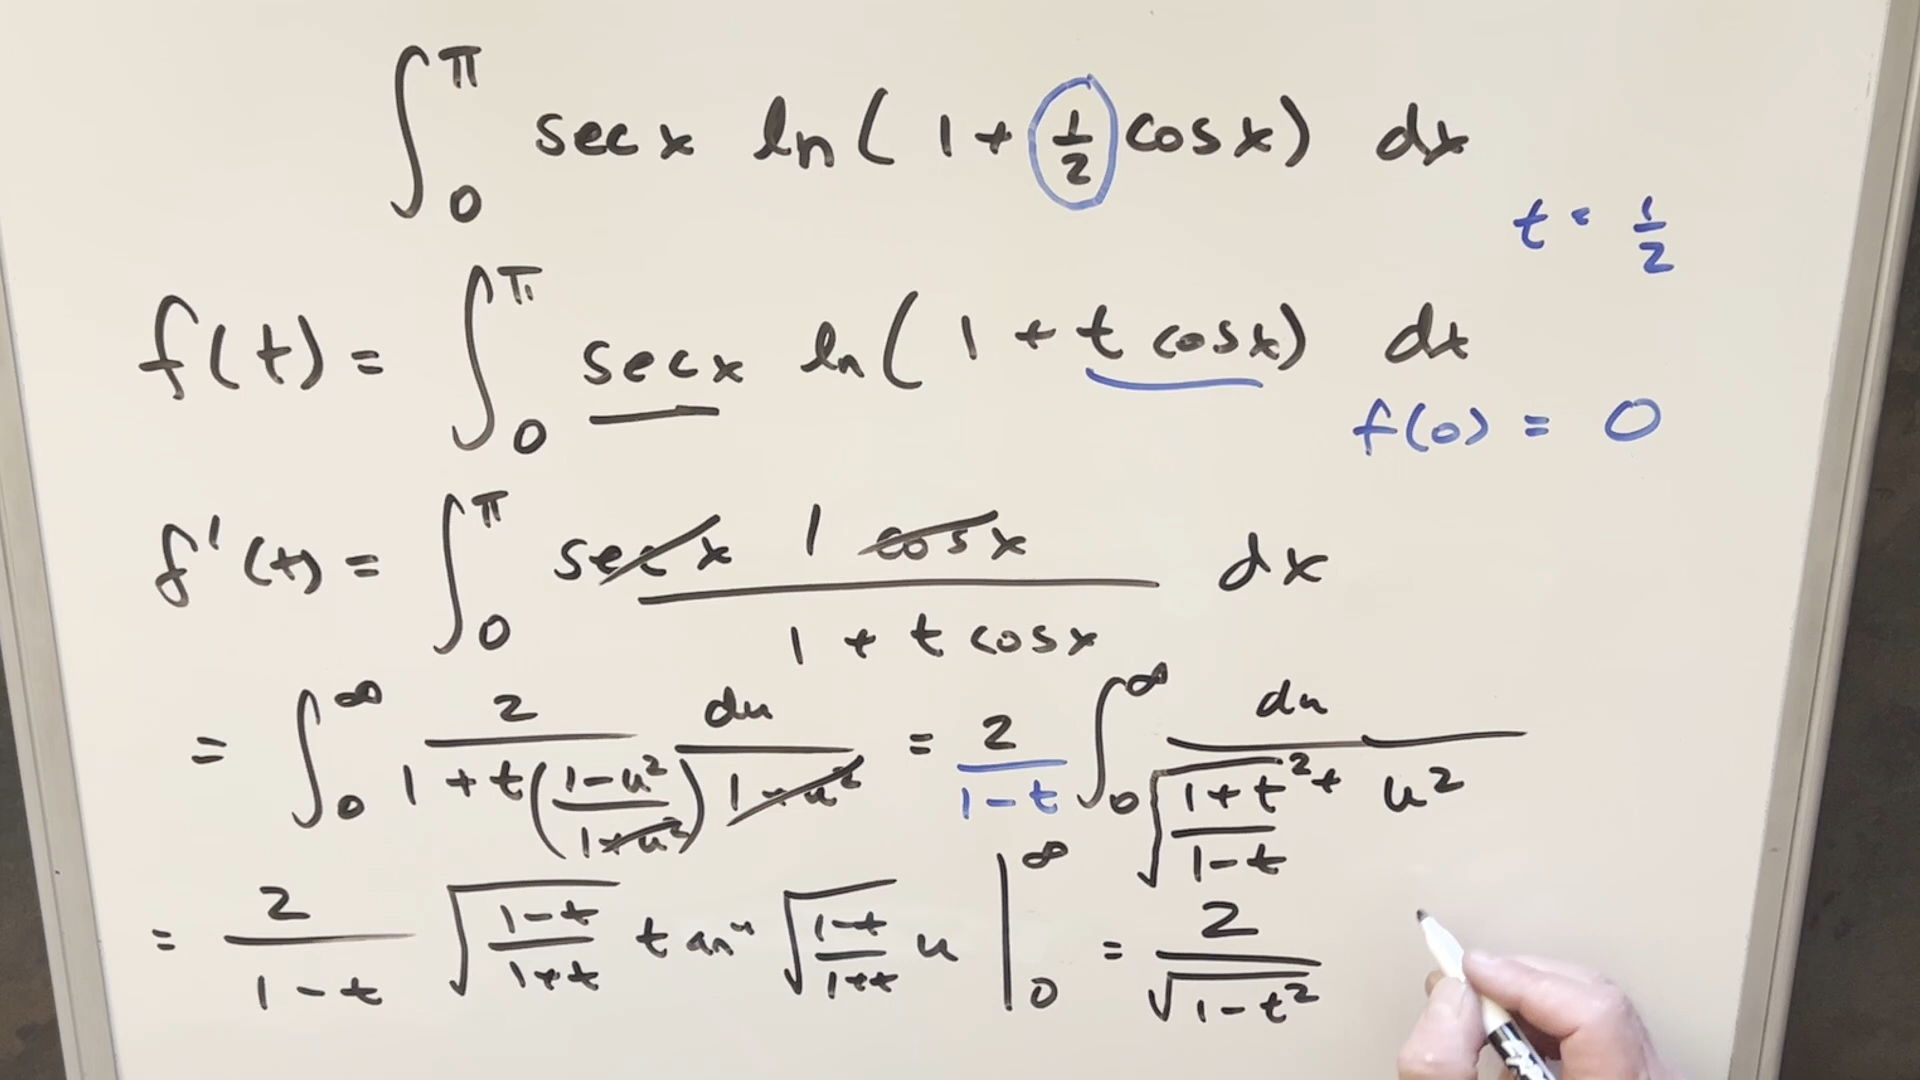 ∫₀^π sec x ln(1 + 1/2 cos x) dx
t = 1/2
f(t) = ∫₀^π sec x ln(1 + t cos x) dx
f(0) = 0
f'(t) = ∫₀^π sec x 1 cos x / (1 + t cos x) dx
= ∫₀^∞ 2 / (1 + t((1-u²)/(1+u²))) du / (1+u²) = 2/(1-t) ∫₀^∞ du / (√((1+t)/(1-t))² + u²)
= 2/(1-t) √((1-t)/(1+t)) tan⁻¹ √((1-t)/(1+t)) u |₀^∞ = 2/√(1-t²)